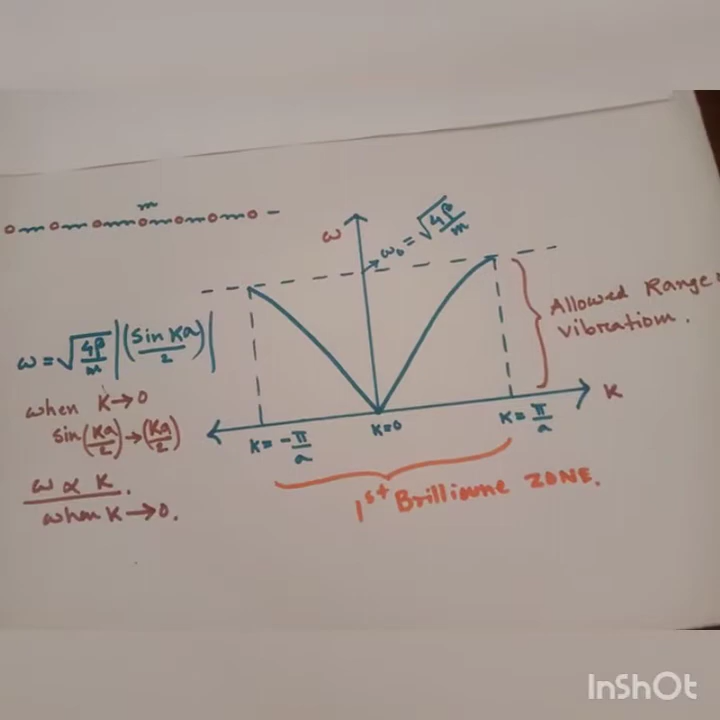 m
ω
ω₀ = √(4β/m)
Allowed Range
vibration.
ω = √(4β/m) |(sin Ka/2)|
when K→0
sin(Ka/2)→(Ka/2)
ω ∝ K.
when K→0.
K
K = -π/a
K=0
K = π/a
1st Brillioune ZONE.
InShOt